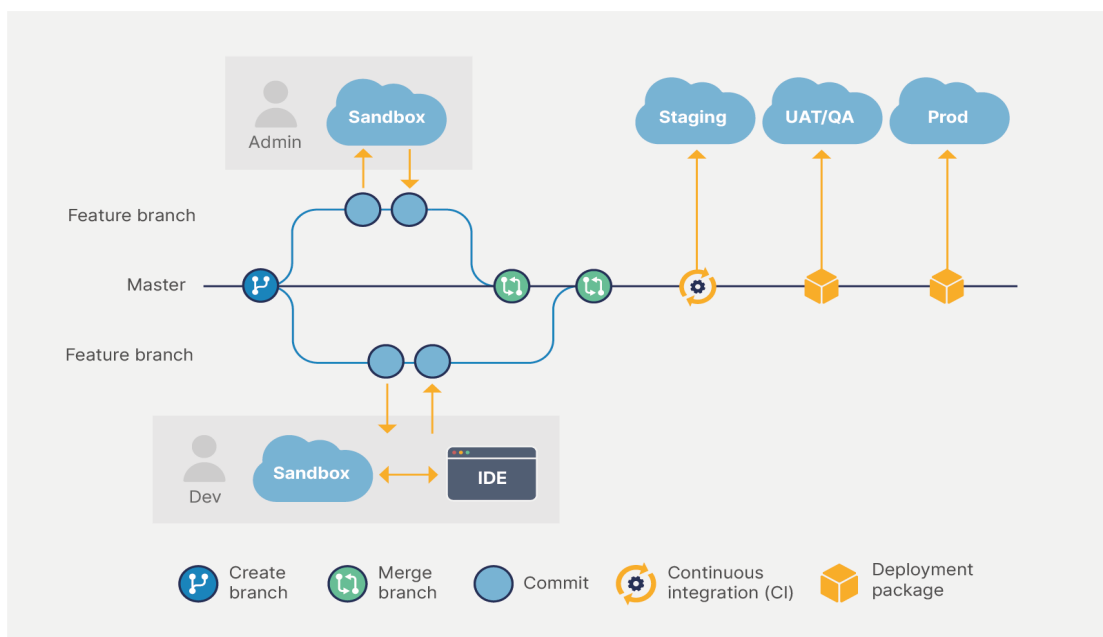 Sandbox
Admin
Staging
UAT/QA
Prod
Feature branch
Master
Feature branch
Sandbox
IDE
Dev
Create
branch
Merge
branch
Commit
Continuous
integration (CI)
Deployment
package